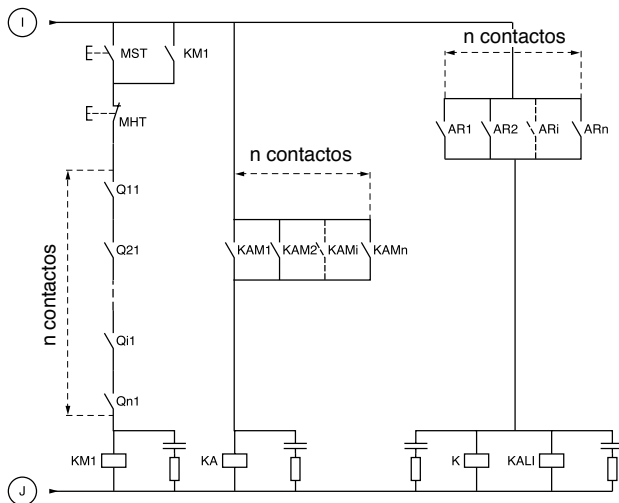 I
MST
KM1
MHT
n contactos
Q11
Q21
Qi1
Qn1
n contactos
KAM1
KAM2
KAMi
KAMn
n contactos
AR1
AR2
ARi
ARn
KM1
KA
K
KALI
J